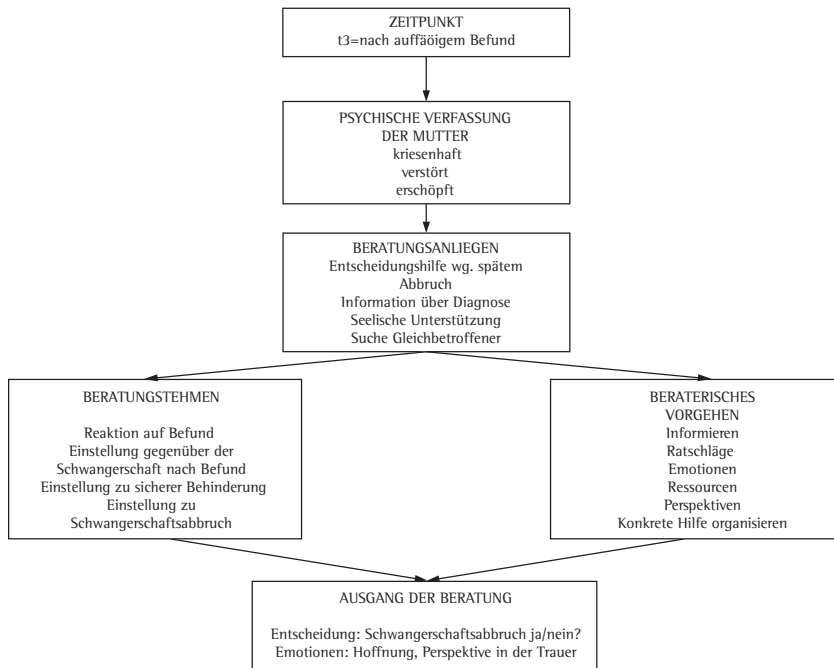 ZEITPUNKT
t3=nach auffäöigem Befund
PSYCHISCHE VERFASSUNG
DER MUTTER
kriesenhaft
verstört
erschöpft
BERATUNGSANLIEGEN
Entscheidungshilfe wg. spätem
Abbruch
Information über Diagnose
Seelische Unterstützung
Suche Gleichbetroffener
BERATUNGSTEHMEN
Reaktion auf Befund
Einstellung gegenüber der
Schwangerschaft nach Befund
Einstellung zu sicherer Behinderung
Einstellung zu
Schwangerschaftsabbruch
BERATERISCHES
VORGEHEN
Informieren
Ratschläge
Emotionen
Ressourcen
Perspektiven
Konkrete Hilfe organisieren
AUSGANG DER BERATUNG
Entscheidung: Schwangerschaftsabbruch ja/nein?
Emotionen: Hoffnung, Perspektive in der Trauer